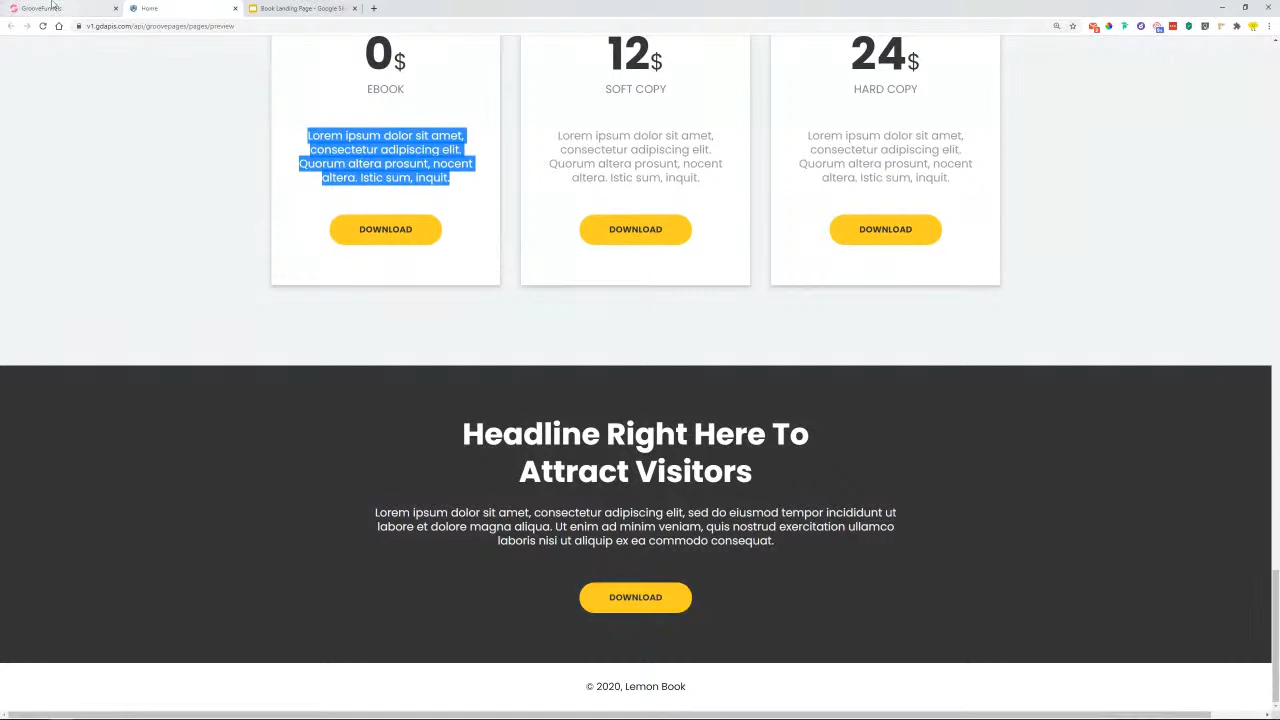 GrooveFunnels
Home
Book Landing Page - Google Sli
v1.gdapis.com/api/groovepages/pages/preview
0$
EBOOK
Lorem ipsum dolor sit amet,
consectetur adipiscing elit.
Quorum altera prosunt, nocent
altera. Istic sum, inquit.
DOWNLOAD
12$
SOFT COPY
Lorem ipsum dolor sit amet,
consectetur adipiscing elit.
Quorum altera prosunt, nocent
altera. Istic sum, inquit.
DOWNLOAD
24$
HARD COPY
Lorem ipsum dolor sit amet,
consectetur adipiscing elit.
Quorum altera prosunt, nocent
altera. Istic sum, inquit.
DOWNLOAD
Headline Right Here To
Attract Visitors
Lorem ipsum dolor sit amet, consectetur adipiscing elit, sed do eiusmod tempor incididunt ut
labore et dolore magna aliqua. Ut enim ad minim veniam, quis nostrud exercitation ullamco
laboris nisi ut aliquip ex ea commodo consequat.
DOWNLOAD
© 2020, Lemon Book